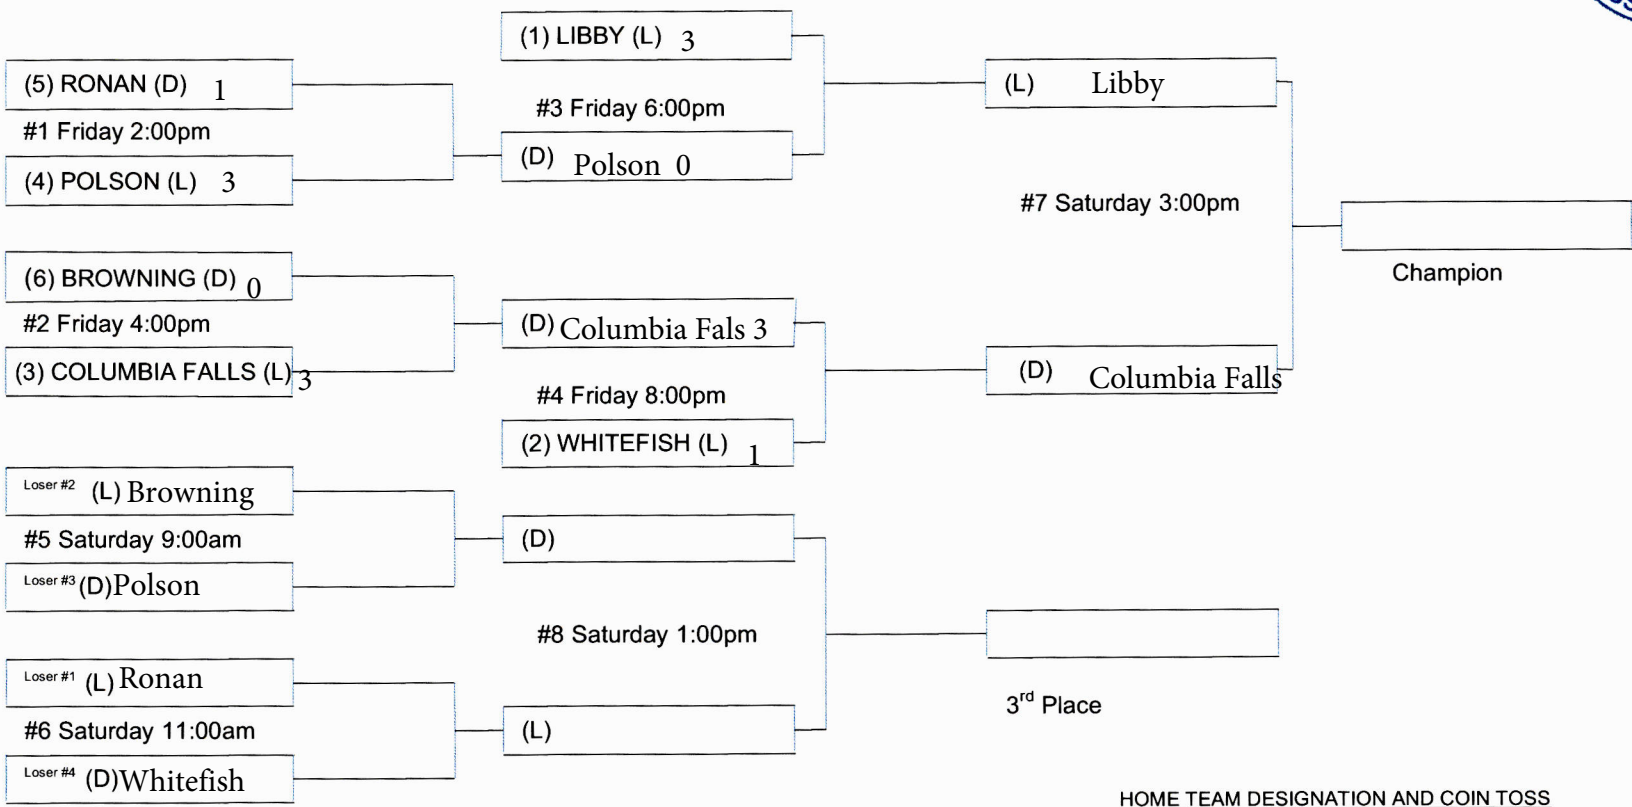 (1) LIBBY (L) 3
(5) RONAN (D) 1
#1 Friday 2:00pm
(4) POLSON (L) 3
#3 Friday 6:00pm
(D) Polson 0
(L) Libby
#7 Saturday 3:00pm
Champion
(6) BROWNING (D) 0
#2 Friday 4:00pm
(3) COLUMBIA FALLS (L) 3
(D) Columbia Fals 3
#4 Friday 8:00pm
(2) WHITEFISH (L) 1
(D) Columbia Falls
Loser #2 (L) Browning
#5 Saturday 9:00am
Loser #3 (D) Polson
(D)
#8 Saturday 1:00pm
Loser #1 (L) Ronan
#6 Saturday 11:00am
Loser #4 (D) Whitefish
(L)
3rd Place
HOME TEAM DESIGNATION AND COIN TOSS